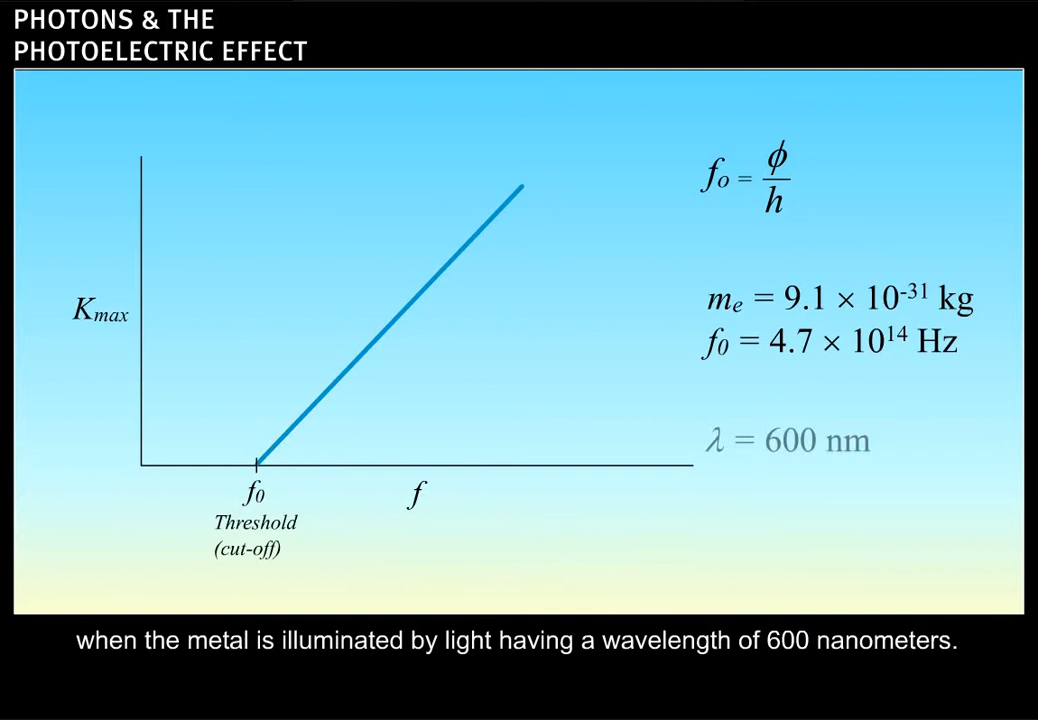 PHOTONS & THE
PHOTOELECTRIC EFFECT
fo = ϕ/h
Kmax
me = 9.1 × 10⁻³¹ kg
f0 = 4.7 × 10¹⁴ Hz
λ = 600 nm
f0
f
Threshold
(cut-off)
when the metal is illuminated by light having a wavelength of 600 nanometers.